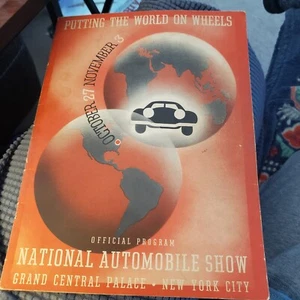 PUTTING THE WORLD ON WHEELS
OCTOBER 27 NOVEMBER 3
OFFICIAL PROGRAM
NATIONAL AUTOMOBILE SHOW
GRAND CENTRAL PALACE • NEW YORK CITY